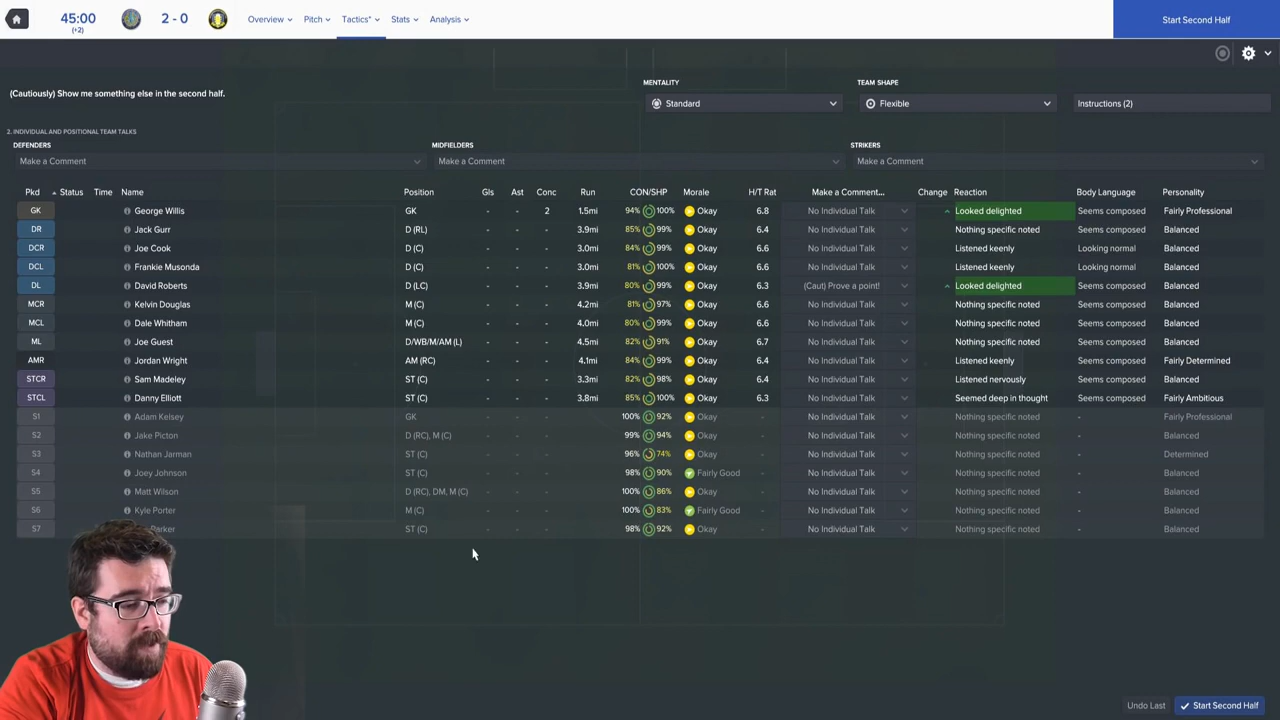 45:00
(+2)
2 - 0
Overview
Pitch
Tactics*
Stats
Analysis
Start Second Half
(Cautiously) Show me something else in the second half.
MENTALITY
Standard
TEAM SHAPE
Flexible
Instructions (2)
2. INDIVIDUAL AND POSITIONAL TEAM TALKS
DEFENDERS
Make a Comment
MIDFIELDERS
Make a Comment
STRIKERS
Make a Comment
Pkd Status Time Name Position Gls Ast Conc Run CON/SHP Morale H/T Rat Make a Comment... Change Reaction Body Language Personality
GK George Willis GK - - 2 1.5mi 94% 100% Okay 6.8 No Individual Talk Looked delighted Seems composed Fairly Professional
DR Jack Gurr D (RL) - - - 3.9mi 85% 99% Okay 6.4 No Individual Talk Nothing specific noted Seems composed Balanced
DCR Joe Cook D (C) - - - 3.0mi 84% 99% Okay 6.6 No Individual Talk Listened keenly Looking normal Balanced
DCL Frankie Musonda D (C) - - - 3.0mi 81% 100% Okay 6.6 No Individual Talk Listened keenly Looking normal Balanced
DL David Roberts D (LC) - - - 3.9mi 80% 99% Okay 6.3 (Caut) Prove a point! Looked delighted Seems composed Balanced
MCR Kelvin Douglas M (C) - - - 4.2mi 81% 97% Okay 6.6 No Individual Talk Nothing specific noted Seems composed Balanced
MCL Dale Whitham M (C) - - - 4.0mi 80% 99% Okay 6.6 No Individual Talk Nothing specific noted Seems composed Balanced
ML Joe Guest D/WB/M/AM (L) - - - 4.5mi 82% 91% Okay 6.7 No Individual Talk Nothing specific noted Seems composed Balanced
AMR Jordan Wright AM (RC) - - - 4.1mi 84% 99% Okay 6.4 No Individual Talk Listened keenly Seems composed Fairly Determined
STCR Sam Madeley ST (C) - - - 3.3mi 82% 98% Okay 6.4 No Individual Talk Listened nervously Seems composed Balanced
STCL Danny Elliott ST (C) - - - 3.8mi 85% 100% Okay 6.3 No Individual Talk Seemed deep in thought Seems composed Fairly Ambitious
S1 Adam Kelsey GK 100% 92% Okay - No Individual Talk Nothing specific noted - Fairly Professional
S2 Jake Picton D (RC), M (C) 99% 94% Okay - No Individual Talk Nothing specific noted - Balanced
S3 Nathan Jarman ST (C) 96% 74% Okay - No Individual Talk Nothing specific noted - Determined
S4 Joey Johnson ST (C) 98% 90% Fairly Good - No Individual Talk Nothing specific noted - Balanced
S5 Matt Wilson D (RC), DM, M (C) 100% 86% Okay - No Individual Talk Nothing specific noted - Balanced
S6 Kyle Porter M (C) 100% 83% Fairly Good - No Individual Talk Nothing specific noted - Balanced
S7 Parker ST (C) 98% 92% Okay - No Individual Talk Nothing specific noted - Balanced
Undo Last
Start Second Half